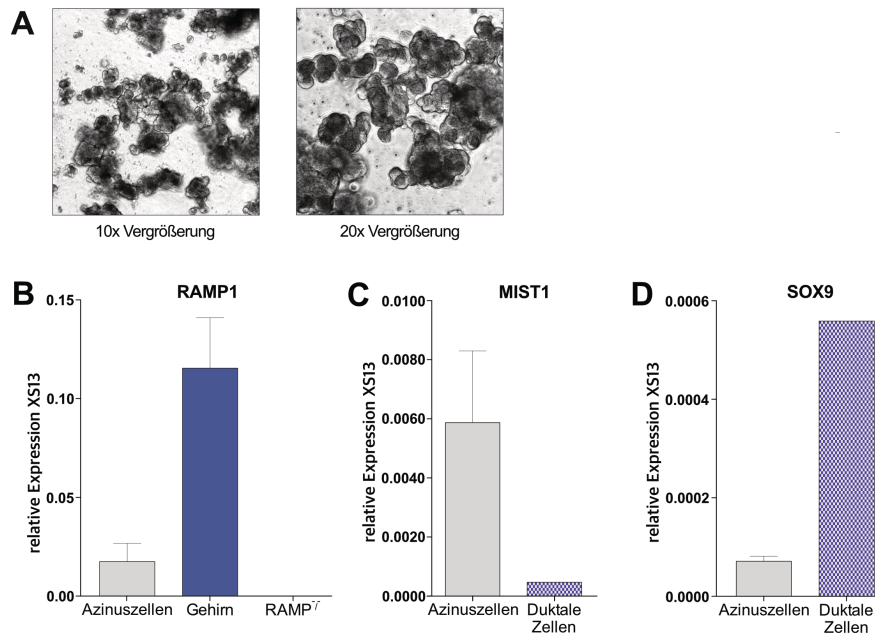 A
10x Vergrößerung
20x Vergrößerung
B
RAMP1
relative Expression XS13
0.15
0.10
0.05
0.00
Azinuszellen
Gehirn
RAMP-/-
C
MIST1
relative Expression XS13
0.0100
0.0080
0.0060
0.0040
0.0020
0.0000
Azinuszellen
Duktale
Zellen
D
SOX9
relative Expression XS13
0.0006
0.0004
0.0002
0.0000
Azinuszellen
Duktale
Zellen